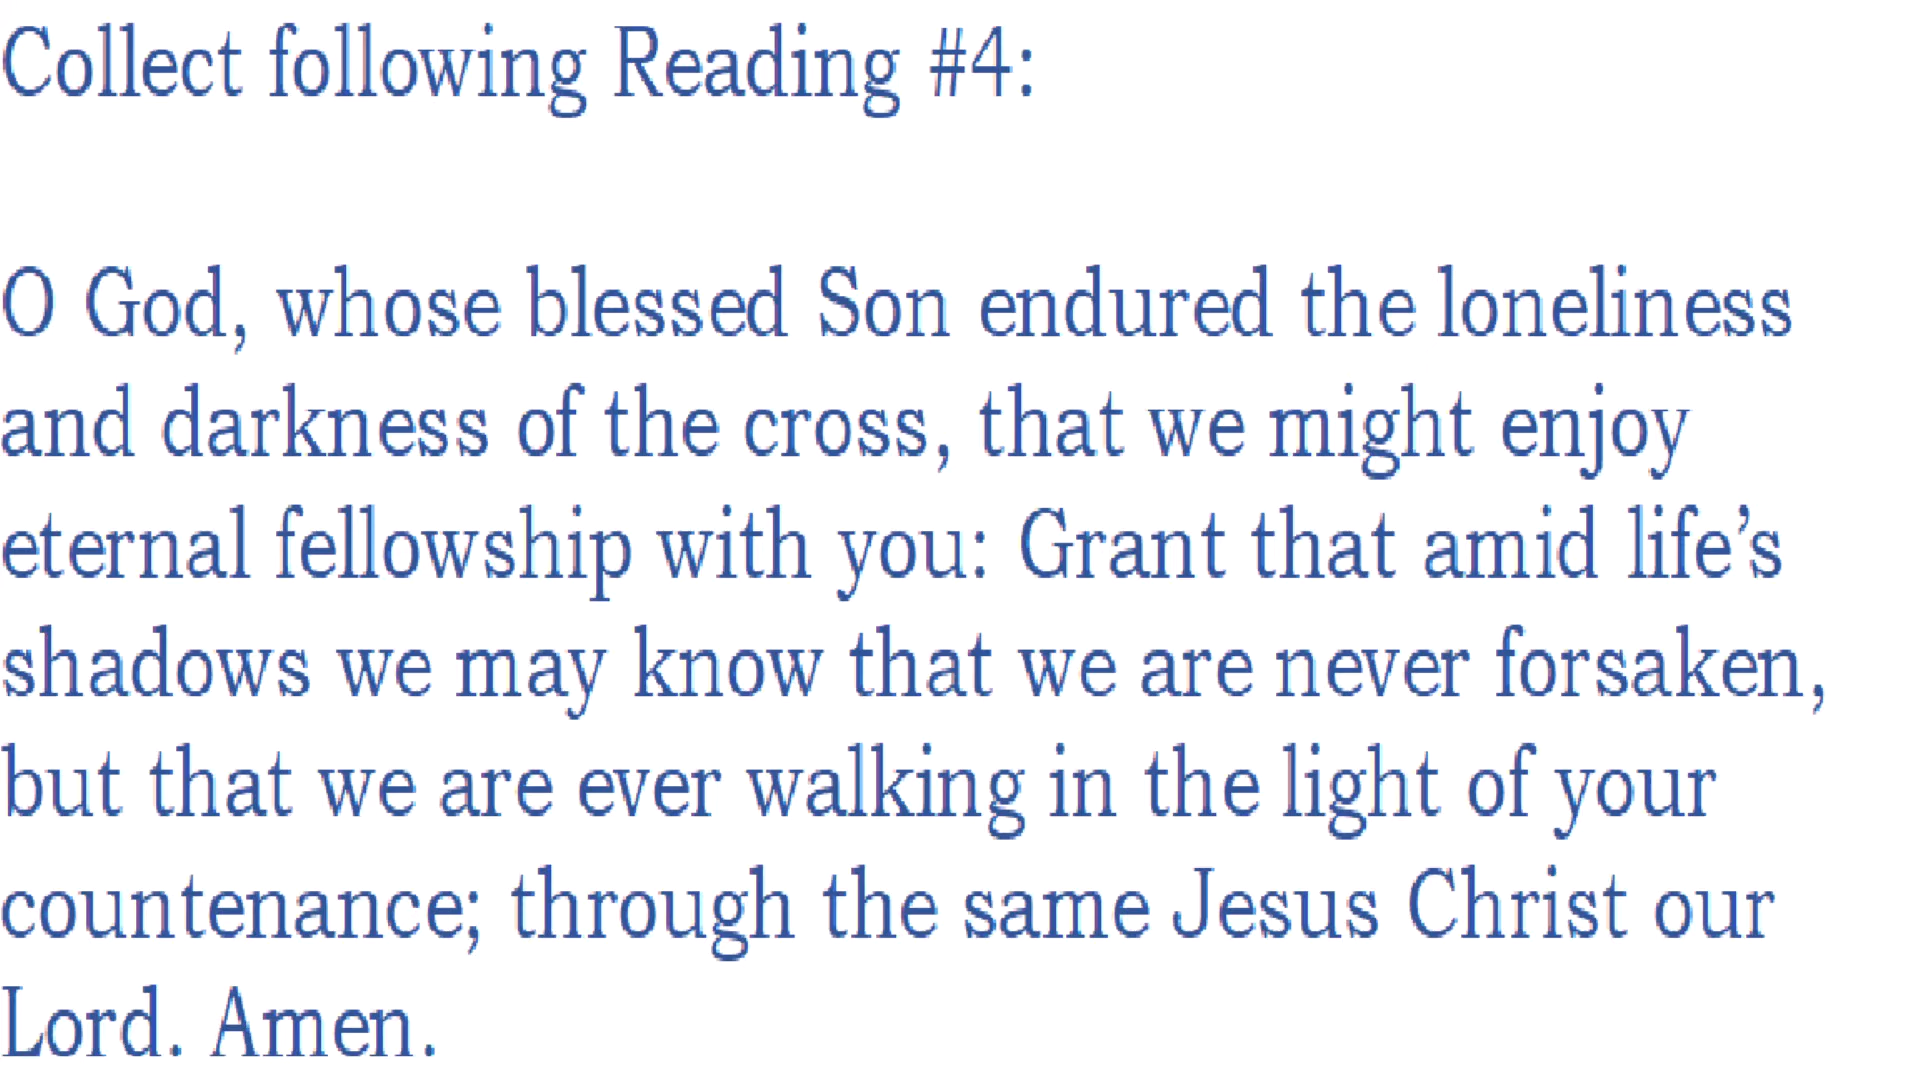 Collect following Reading #4:
O God, whose blessed Son endured the loneliness
and darkness of the cross, that we might enjoy
eternal fellowship with you: Grant that amid life’s
shadows we may know that we are never forsaken,
but that we are ever walking in the light of your
countenance; through the same Jesus Christ our
Lord. Amen.